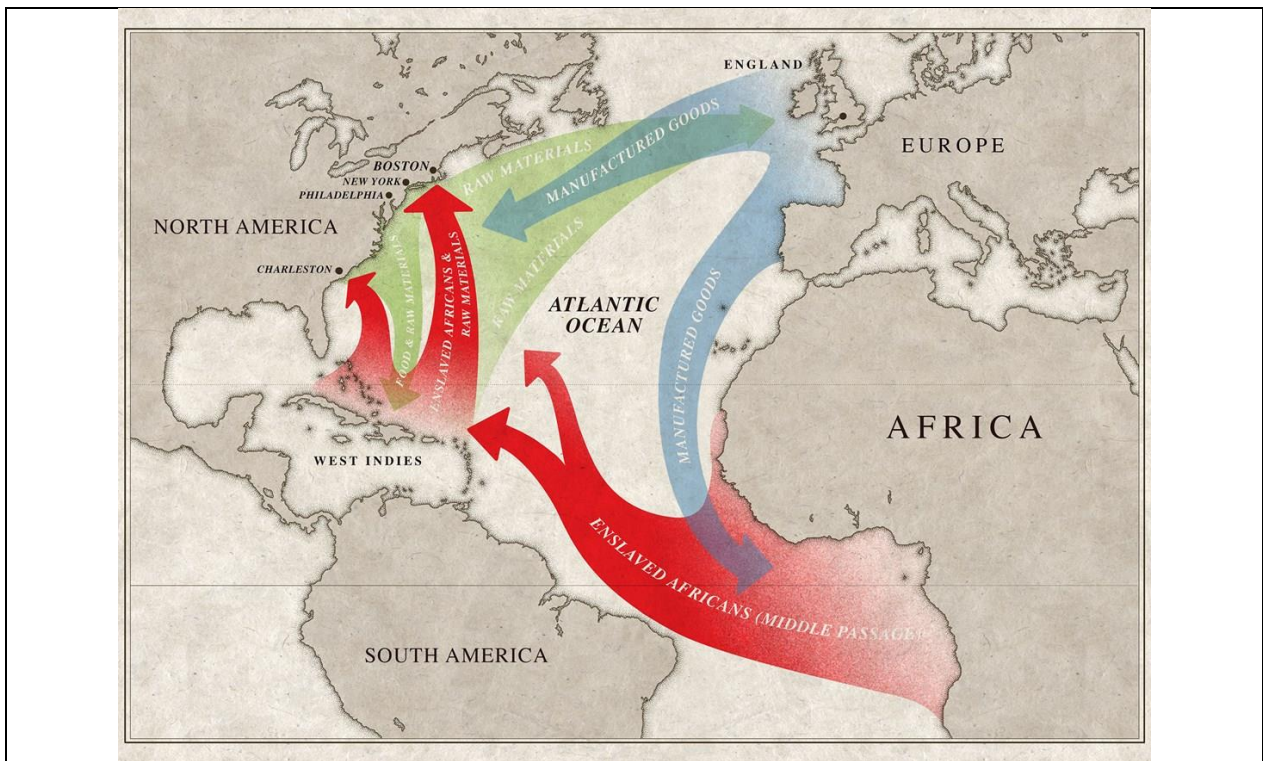 ENGLAND
EUROPE
MANUFACTURED GOODS
RAW MATERIALS
BOSTON
NEW YORK
PHILADELPHIA
NORTH AMERICA
CHARLESTON
FOOD & RAW MATERIALS
ENSLAVED AFRICANS &
RAW MATERIALS
RAW MATERIALS
ATLANTIC
OCEAN
MANUFACTURED GOODS
AFRICA
WEST INDIES
ENSLAVED AFRICANS (MIDDLE PASSAGE)
SOUTH AMERICA